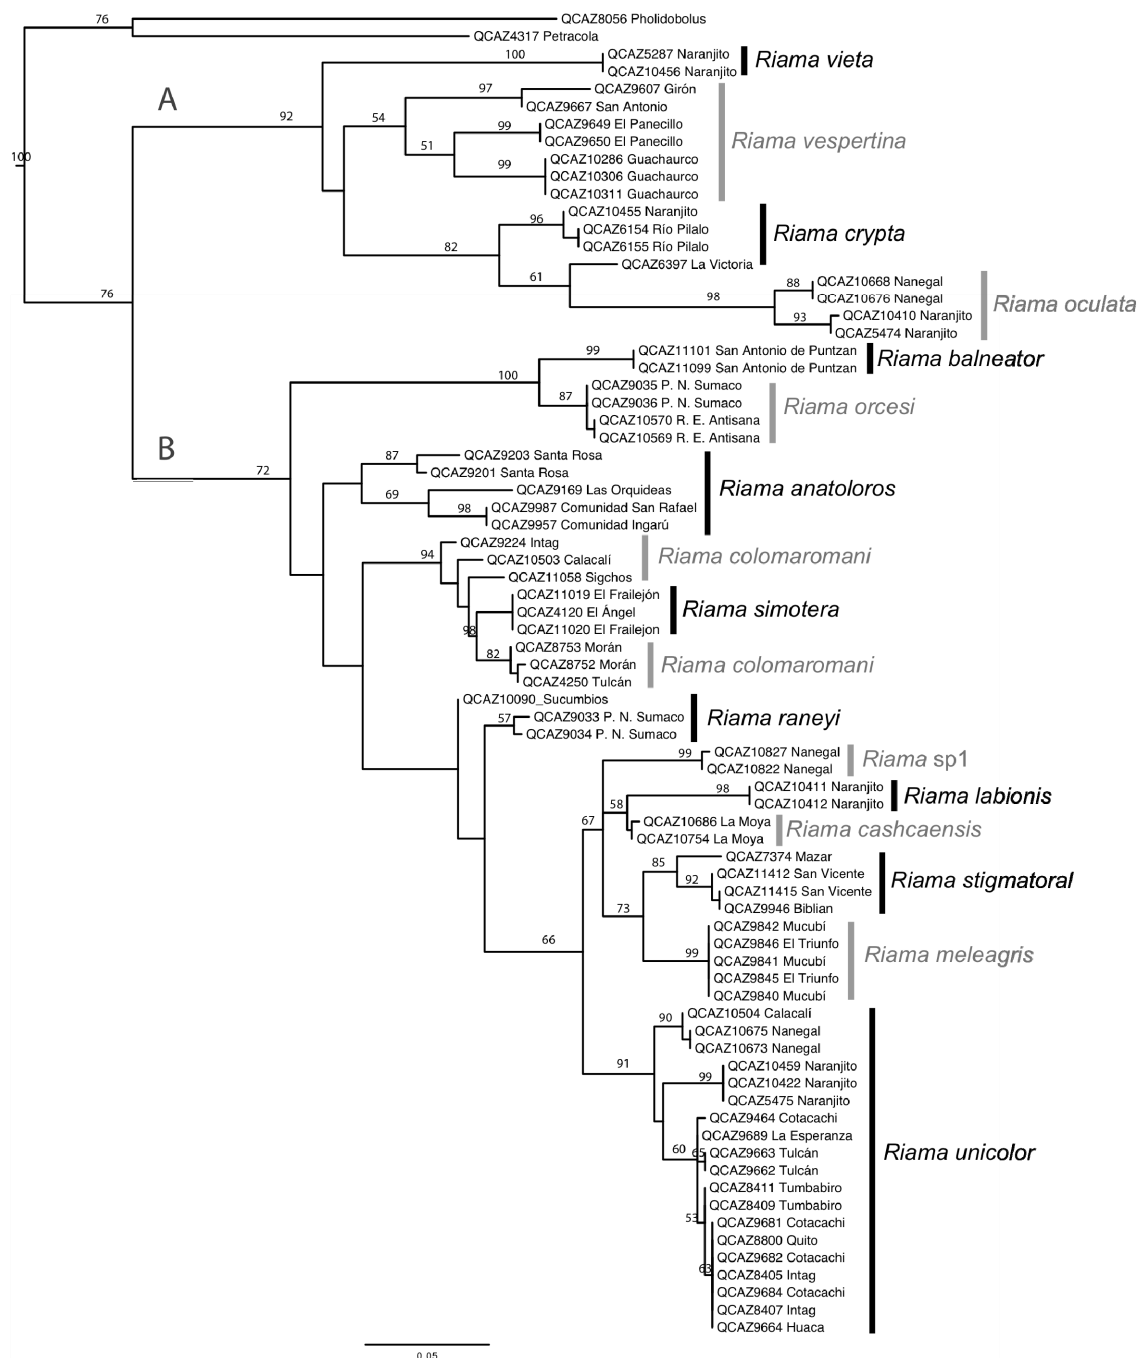 76
QCAZ8056 Pholidobolus
QCAZ4317 Petracola
100
QCAZ5287 Naranjito
QCAZ10456 Naranjito
Riama vieta
A
92
54
97
QCAZ9607 Girón
QCAZ9667 San Antonio
51
99
QCAZ9649 El Panecillo
QCAZ9650 El Panecillo
99
QCAZ10286 Guachaurco
QCAZ10306 Guachaurco
QCAZ10311 Guachaurco
Riama vespertina
100
82
96
QCAZ10455 Naranjito
QCAZ6154 Río Pilalo
QCAZ6155 Río Pilalo
61
QCAZ6397 La Victoria
Riama crypta
76
98
88
QCAZ10668 Nanegal
QCAZ10676 Nanegal
93
QCAZ10410 Naranjito
QCAZ5474 Naranjito
Riama oculata
100
99
QCAZ11101 San Antonio de Puntzan
QCAZ11099 San Antonio de Puntzan
Riama balneator
87
QCAZ9035 P. N. Sumaco
QCAZ9036 P. N. Sumaco
QCAZ10570 R. E. Antisana
QCAZ10569 R. E. Antisana
Riama orcesi
B
72
87
QCAZ9203 Santa Rosa
QCAZ9201 Santa Rosa
69
QCAZ9169 Las Orquideas
98
QCAZ9987 Comunidad San Rafael
QCAZ9957 Comunidad Ingarú
Riama anatoloros
94
QCAZ9224 Intag
QCAZ10503 Calacalí
QCAZ11058 Sigchos
Riama colomaromani
98
QCAZ11019 El Frailejón
QCAZ4120 El Ángel
QCAZ11020 El Frailejon
Riama simotera
82
QCAZ8753 Morán
QCAZ8752 Morán
QCAZ4250 Tulcán
Riama colomaromani
QCAZ10090_Sucumbios
57
QCAZ9033 P. N. Sumaco
QCAZ9034 P. N. Sumaco
Riama raneyi
99
QCAZ10827 Nanegal
QCAZ10822 Nanegal
Riama sp1
67
58
98
QCAZ10411 Naranjito
QCAZ10412 Naranjito
Riama labionis
QCAZ10686 La Moya
QCAZ10754 La Moya
Riama cashcaensis
73
85
QCAZ7374 Mazar
92
QCAZ11412 San Vicente
QCAZ11415 San Vicente
QCAZ9946 Biblian
Riama stigmatoral
66
99
QCAZ9842 Mucubí
QCAZ9846 El Triunfo
QCAZ9841 Mucubí
QCAZ9845 El Triunfo
QCAZ9840 Mucubí
Riama meleagris
91
90
QCAZ10504 Calacalí
QCAZ10675 Nanegal
QCAZ10673 Nanegal
99
QCAZ10459 Naranjito
QCAZ10422 Naranjito
QCAZ5475 Naranjito
60
QCAZ9464 Cotacachi
QCAZ9689 La Esperanza
65
QCAZ9663 Tulcán
QCAZ9662 Tulcán
53
QCAZ8411 Tumbabiro
QCAZ8409 Tumbabiro
63
QCAZ9681 Cotacachi
QCAZ8800 Quito
QCAZ9682 Cotacachi
QCAZ8405 Intag
QCAZ9684 Cotacachi
QCAZ8407 Intag
QCAZ9664 Huaca
Riama unicolor
0.05